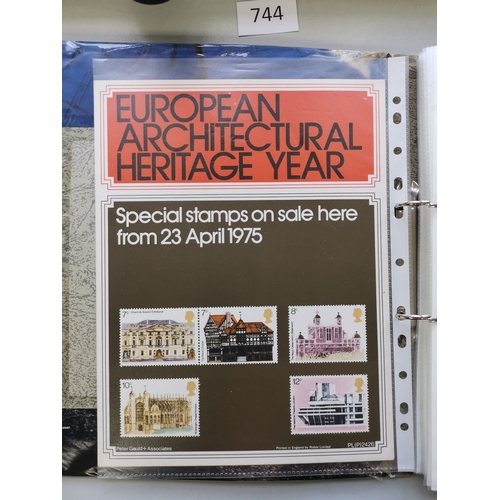 744
EUROPEAN
ARCHITECTURAL
HERITAGE YEAR
Special stamps on sale here
from 23 April 1975
7P
7P
8P
10P
12P
Peter Gauld + Associates
PL(P)2426